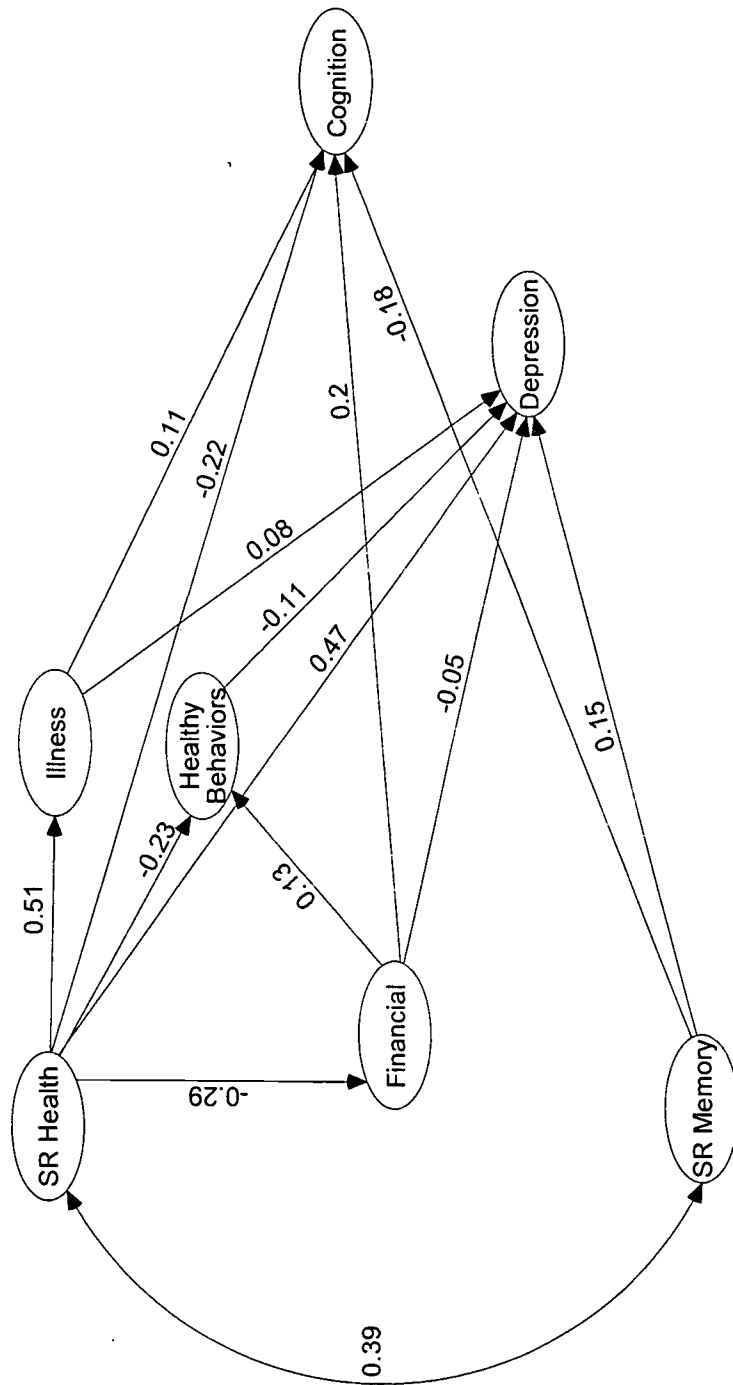 SR Health
0.51
Illness
-0.23
0.11
Healthy
Behaviors
-0.22
-0.29
0.08
-0.11
0.13
0.47
Cognition
0.2
0.39
Financial
-0.18
-0.05
Depression
0.15
SR Memory